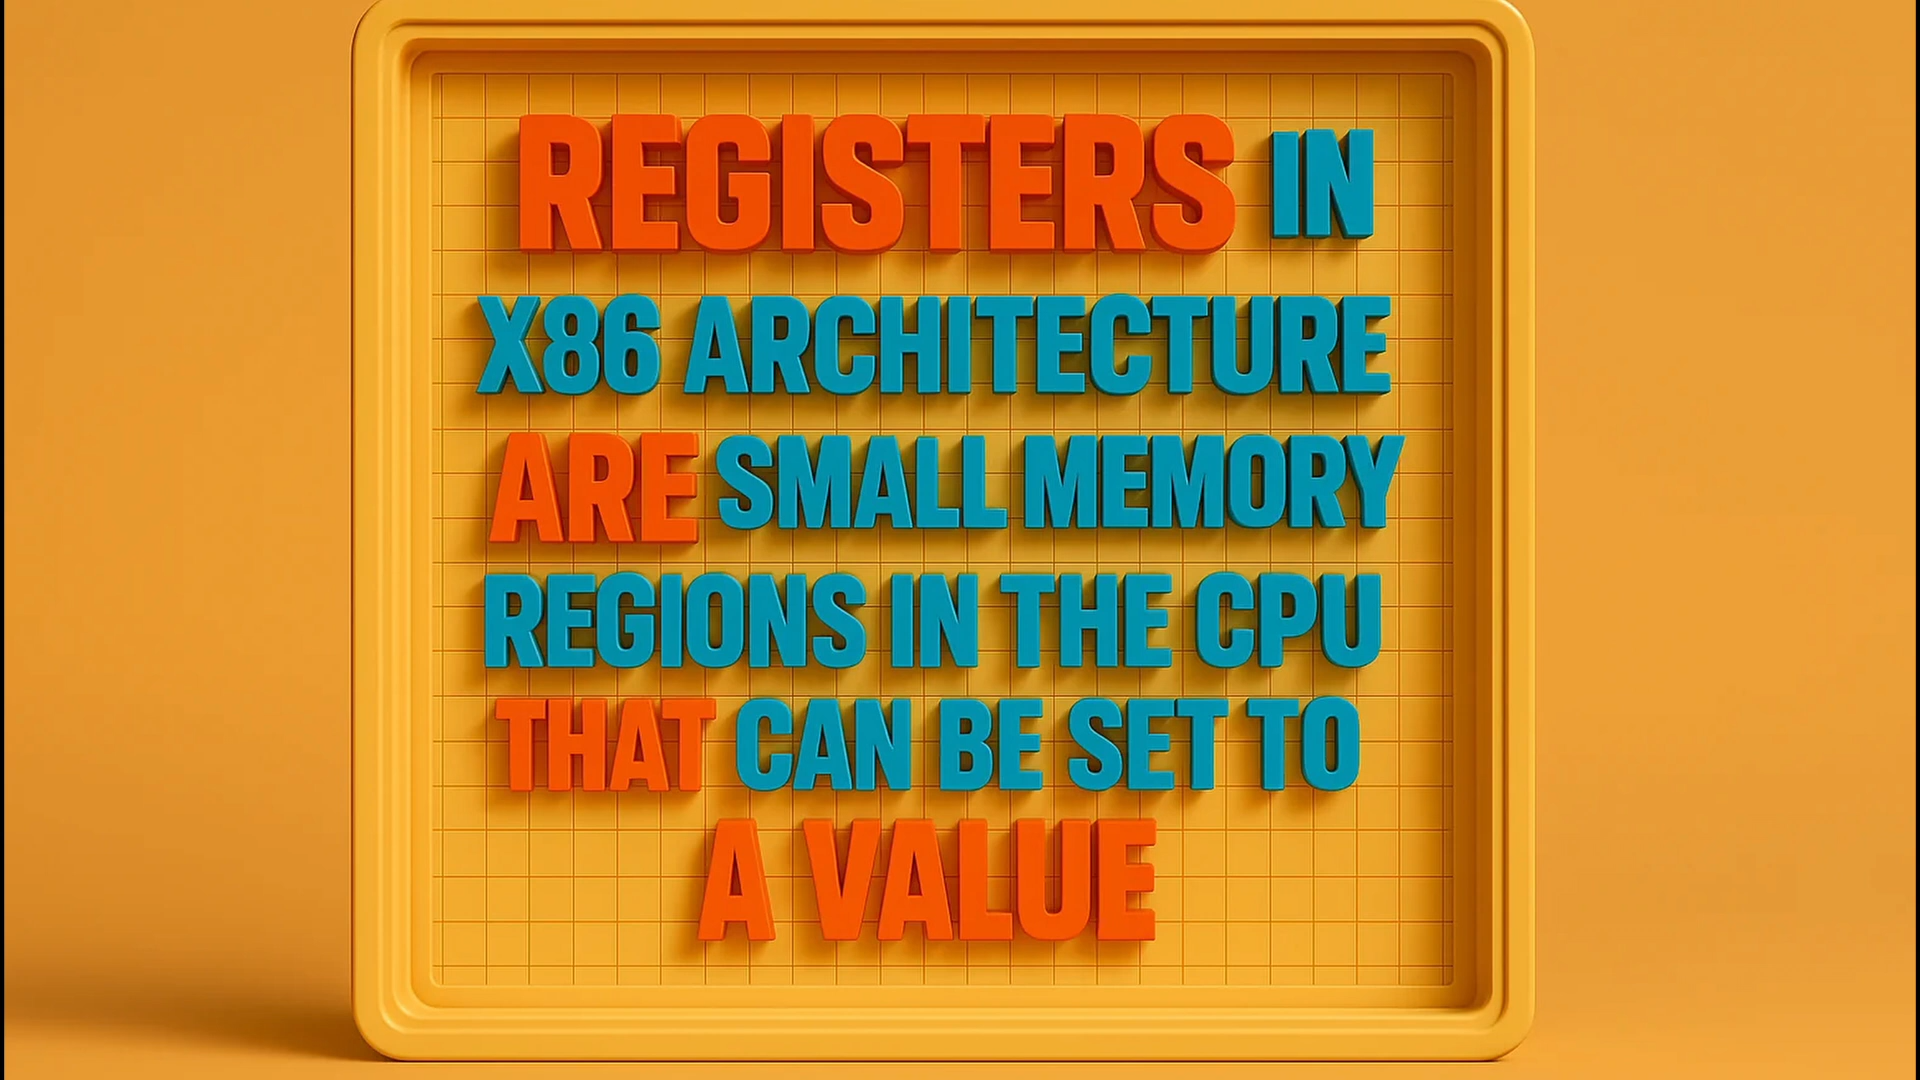 REGISTERS IN
X86 ARCHITECTURE
ARE SMALL MEMORY
REGIONS IN THE CPU
THAT CAN BE SET TO
A VALUE